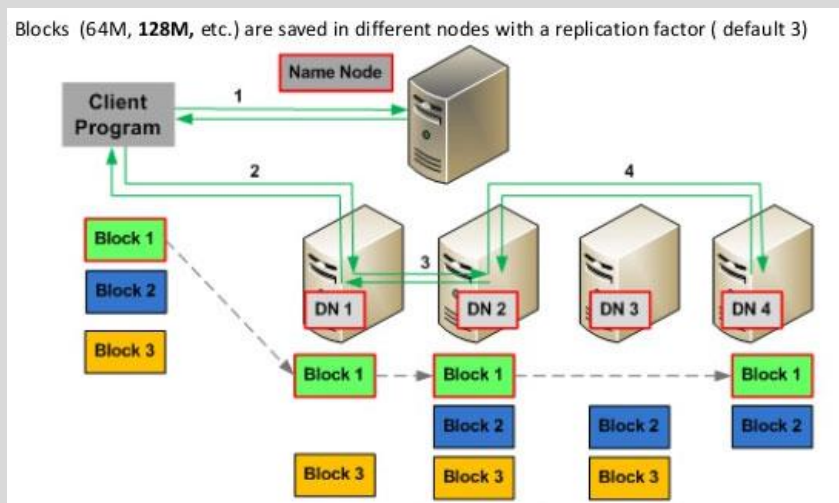 Blocks (64M, 128M, etc.) are saved in different nodes with a replication factor ( default 3)
Name Node
Client
Program
1
2
4
3
Block 1
Block 2
Block 3
DN 1
DN 2
DN 3
DN 4
Block 1
Block 1
Block 1
Block 2
Block 2
Block 2
Block 3
Block 3
Block 3